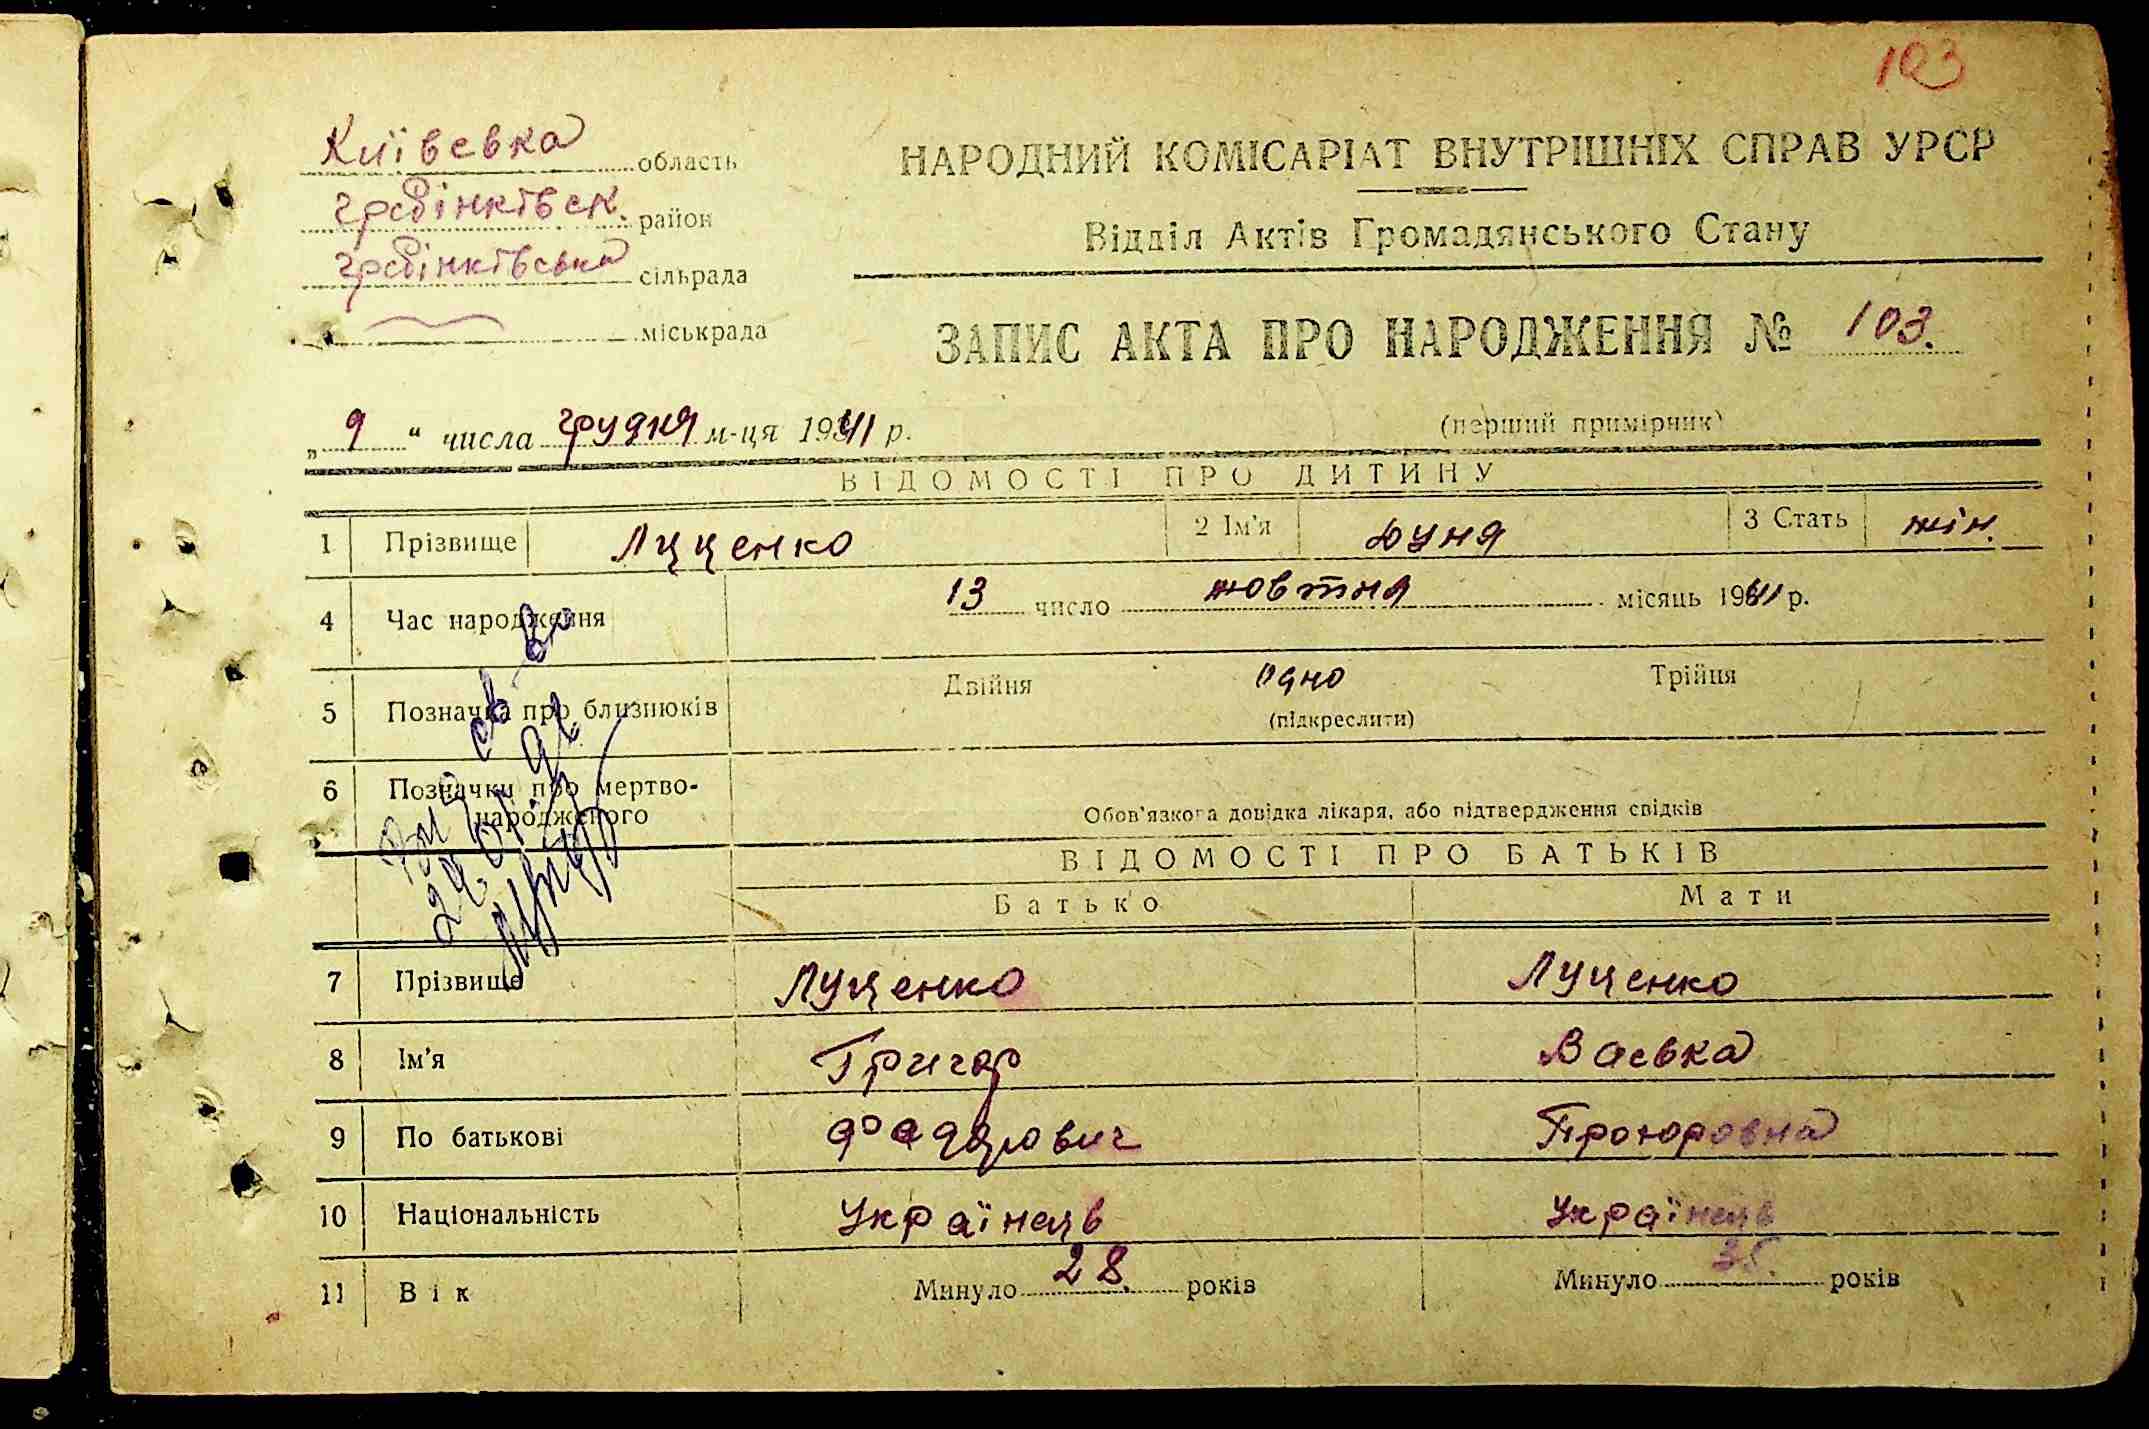 103
Київська область
Гребінківськ. район
Гребінківська сільрада
міськрада
НАРОДНИЙ КОМІСАРІАТ ВНУТРІШНІХ СПРАВ УРСР
Відділ Актів Громадянського Стану
ЗАПИС АКТА ПРО НАРОДЖЕННЯ № 103.
„ 9 " числа грудня м-ця 1941 р.
(перший примірник)
ВІДОМОСТІ ПРО ДИТИНУ
1 Прізвище Луценко 2 Ім'я Дуня 3 Стать жін.
4 Час народження 13 число жовтня місяць 1941 р.
5 Позначка про близнюків Двійня одно Трійня
(підкреслити)
6 Позначки про мертво-
народженого Обов'язкова довідка лікаря, або підтвердження свідків
ВІДОМОСТІ ПРО БАТЬКІВ
Батько Мати
7 Прізвище Луценко Луценко
8 Ім'я Григор Васька
9 По батькові Федорович
10 Національність Українець Українець
11 Вік Минуло 28. років Минуло 35. років